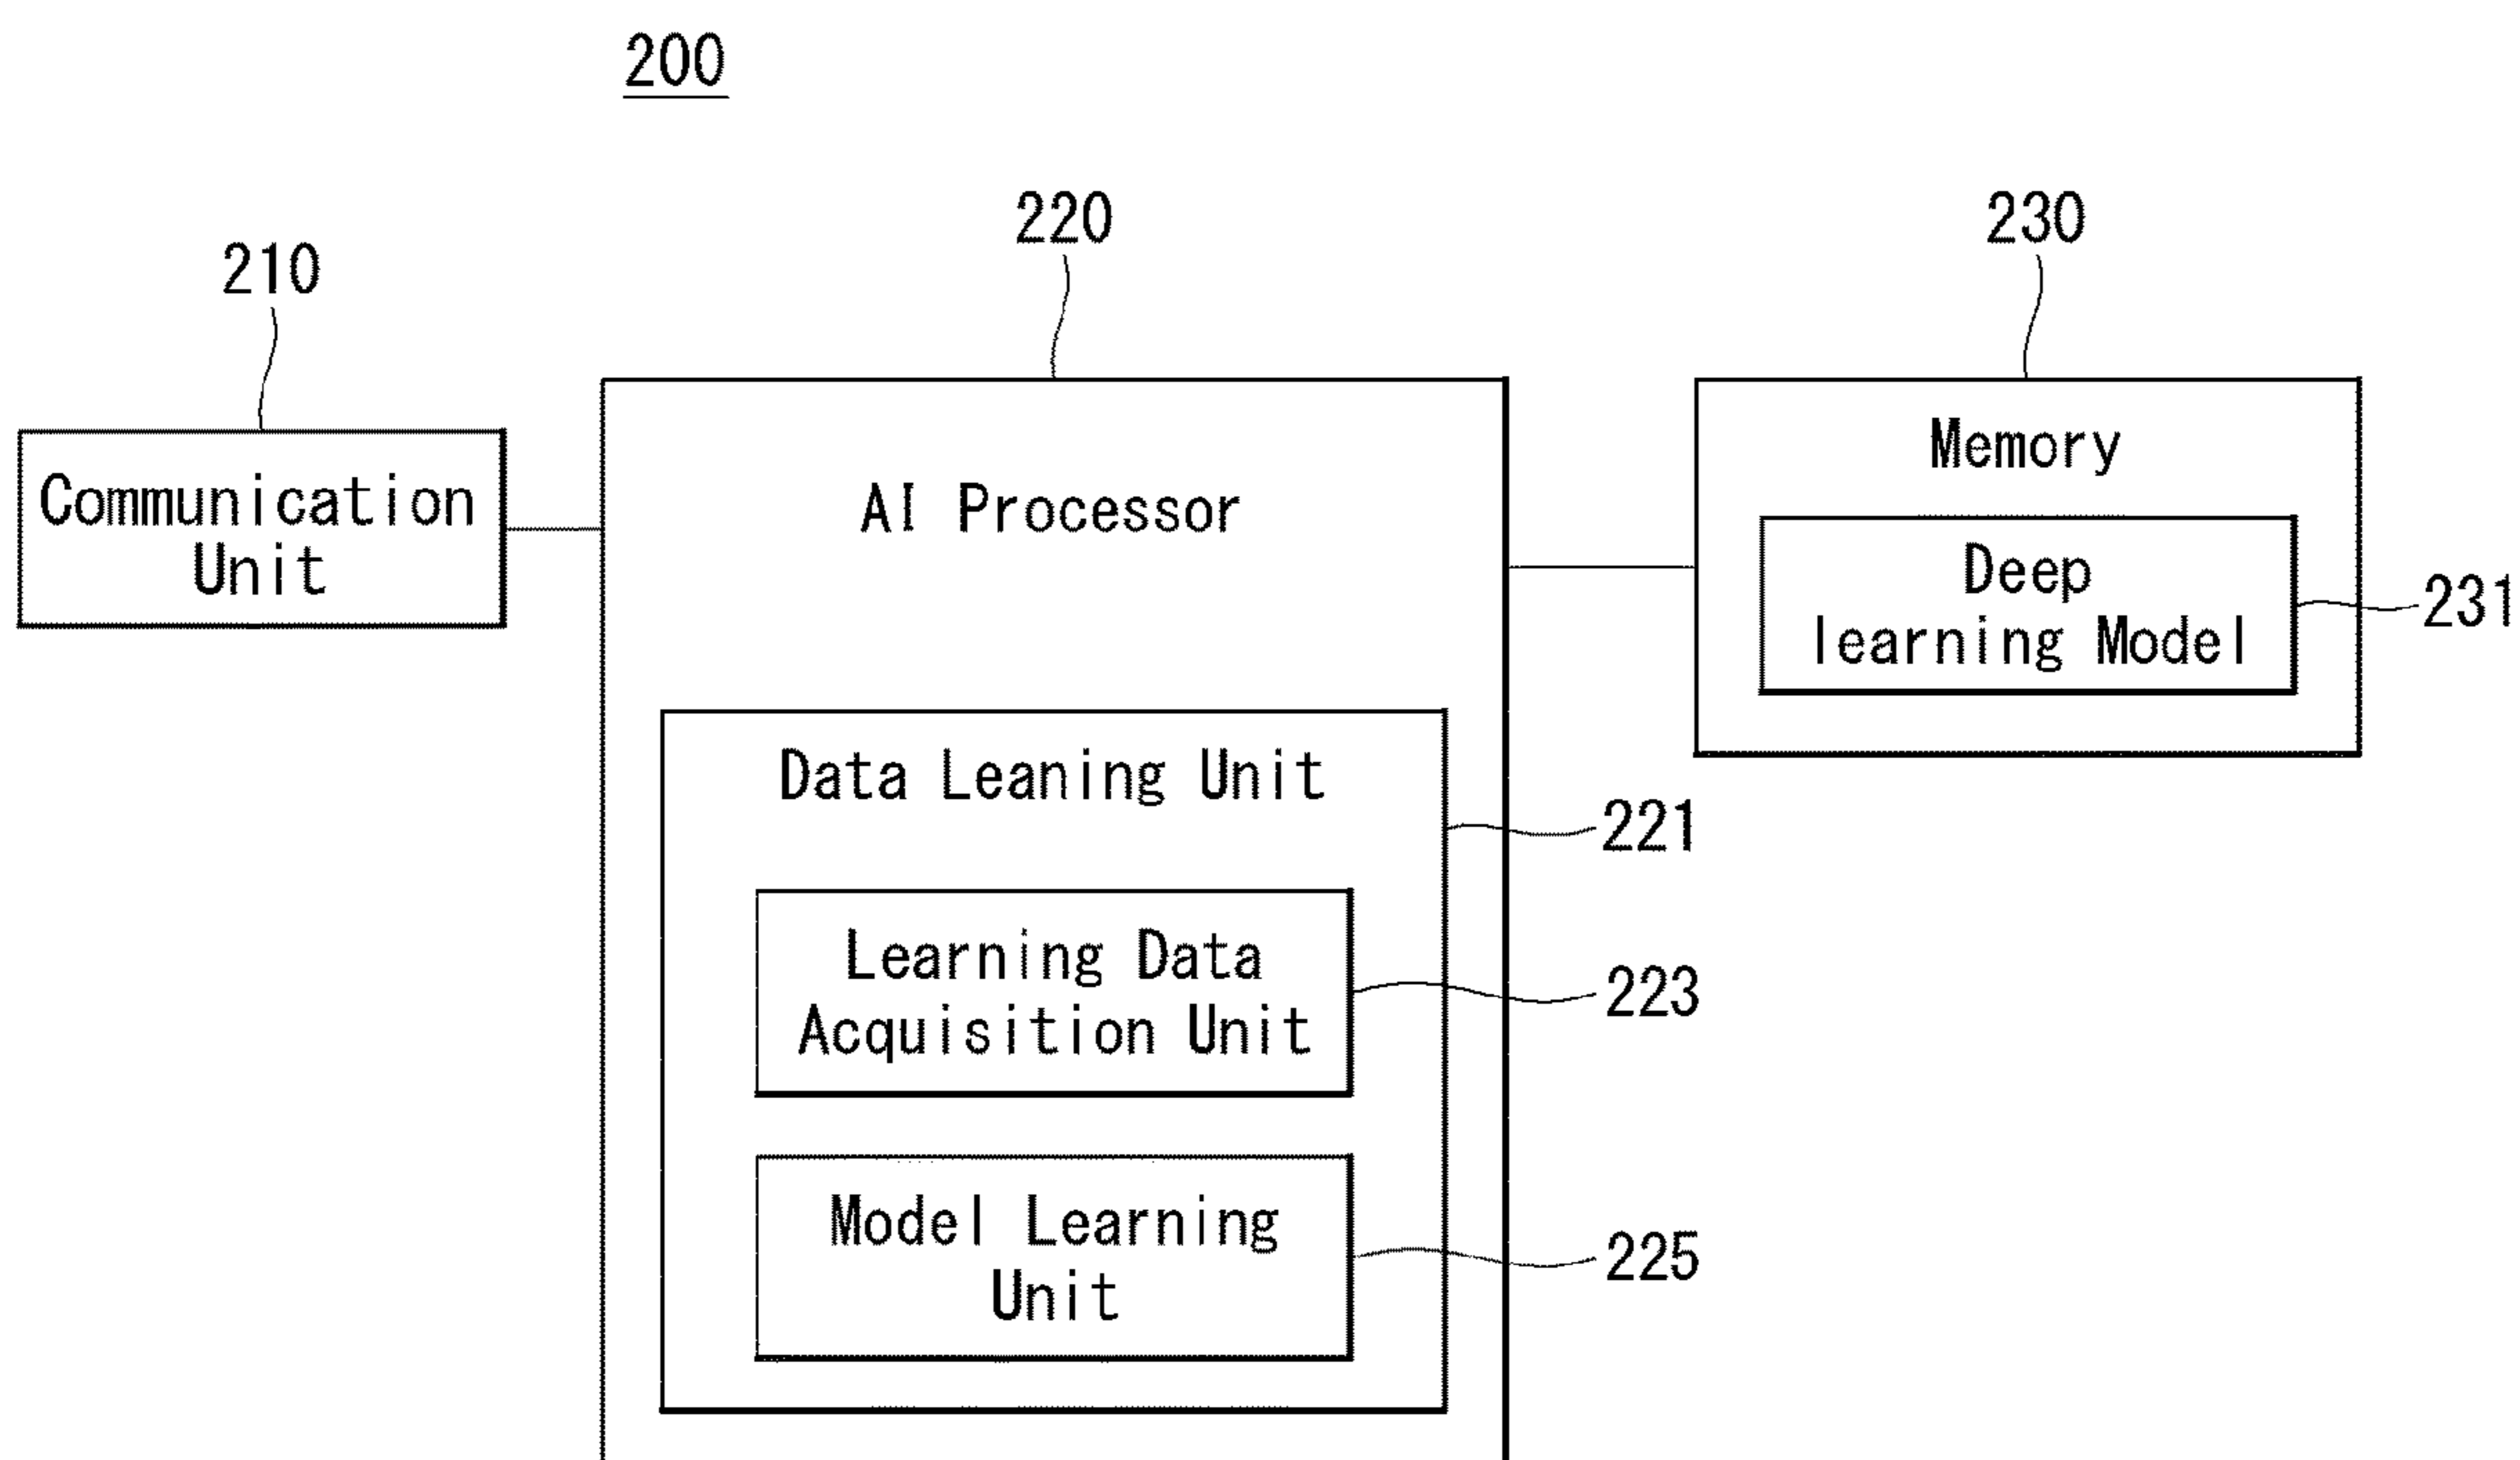 200
210
220
230
Communication
Unit
AI Processor
Memory
Deep
learning Model
231
Data Leaning Unit
221
Learning Data
Acquisition Unit
223
Model Learning
Unit
225